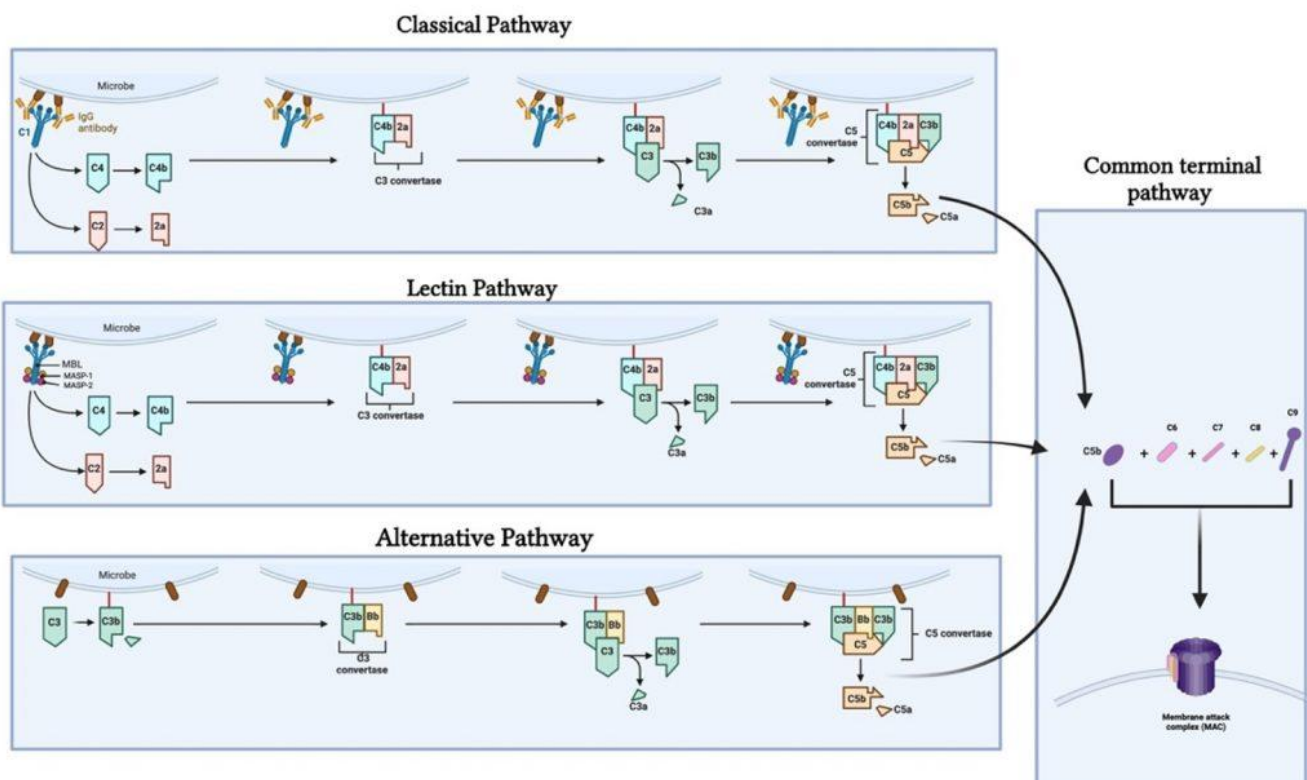 Classical Pathway
Microbe
C1
IgG
antibody
C4
C4b
C2
2a
C4b
2a
C3 convertase
C4b
2a
C3
C3b
C3a
C5
convertase
C4b
2a
C3b
C5
C5b
C5a
Lectin Pathway
Microbe
MBL
MASP-1
MASP-2
C4
C4b
C2
2a
C4b
2a
C3 convertase
C4b
2a
C3
C3b
C3a
C5
convertase
C4b
2a
C3b
C5
C5b
C5a
Alternative Pathway
Microbe
C3
C3b
C3b
Bb
d3
convertase
C3b
Bb
C3
C3b
C3a
C3b
Bb
C3b
C5
C5 convertase
C5b
C5a
Common terminal
pathway
C5b
+
C6
+
C7
+
C8
+
C9
Membrane attack
complex (MAC)